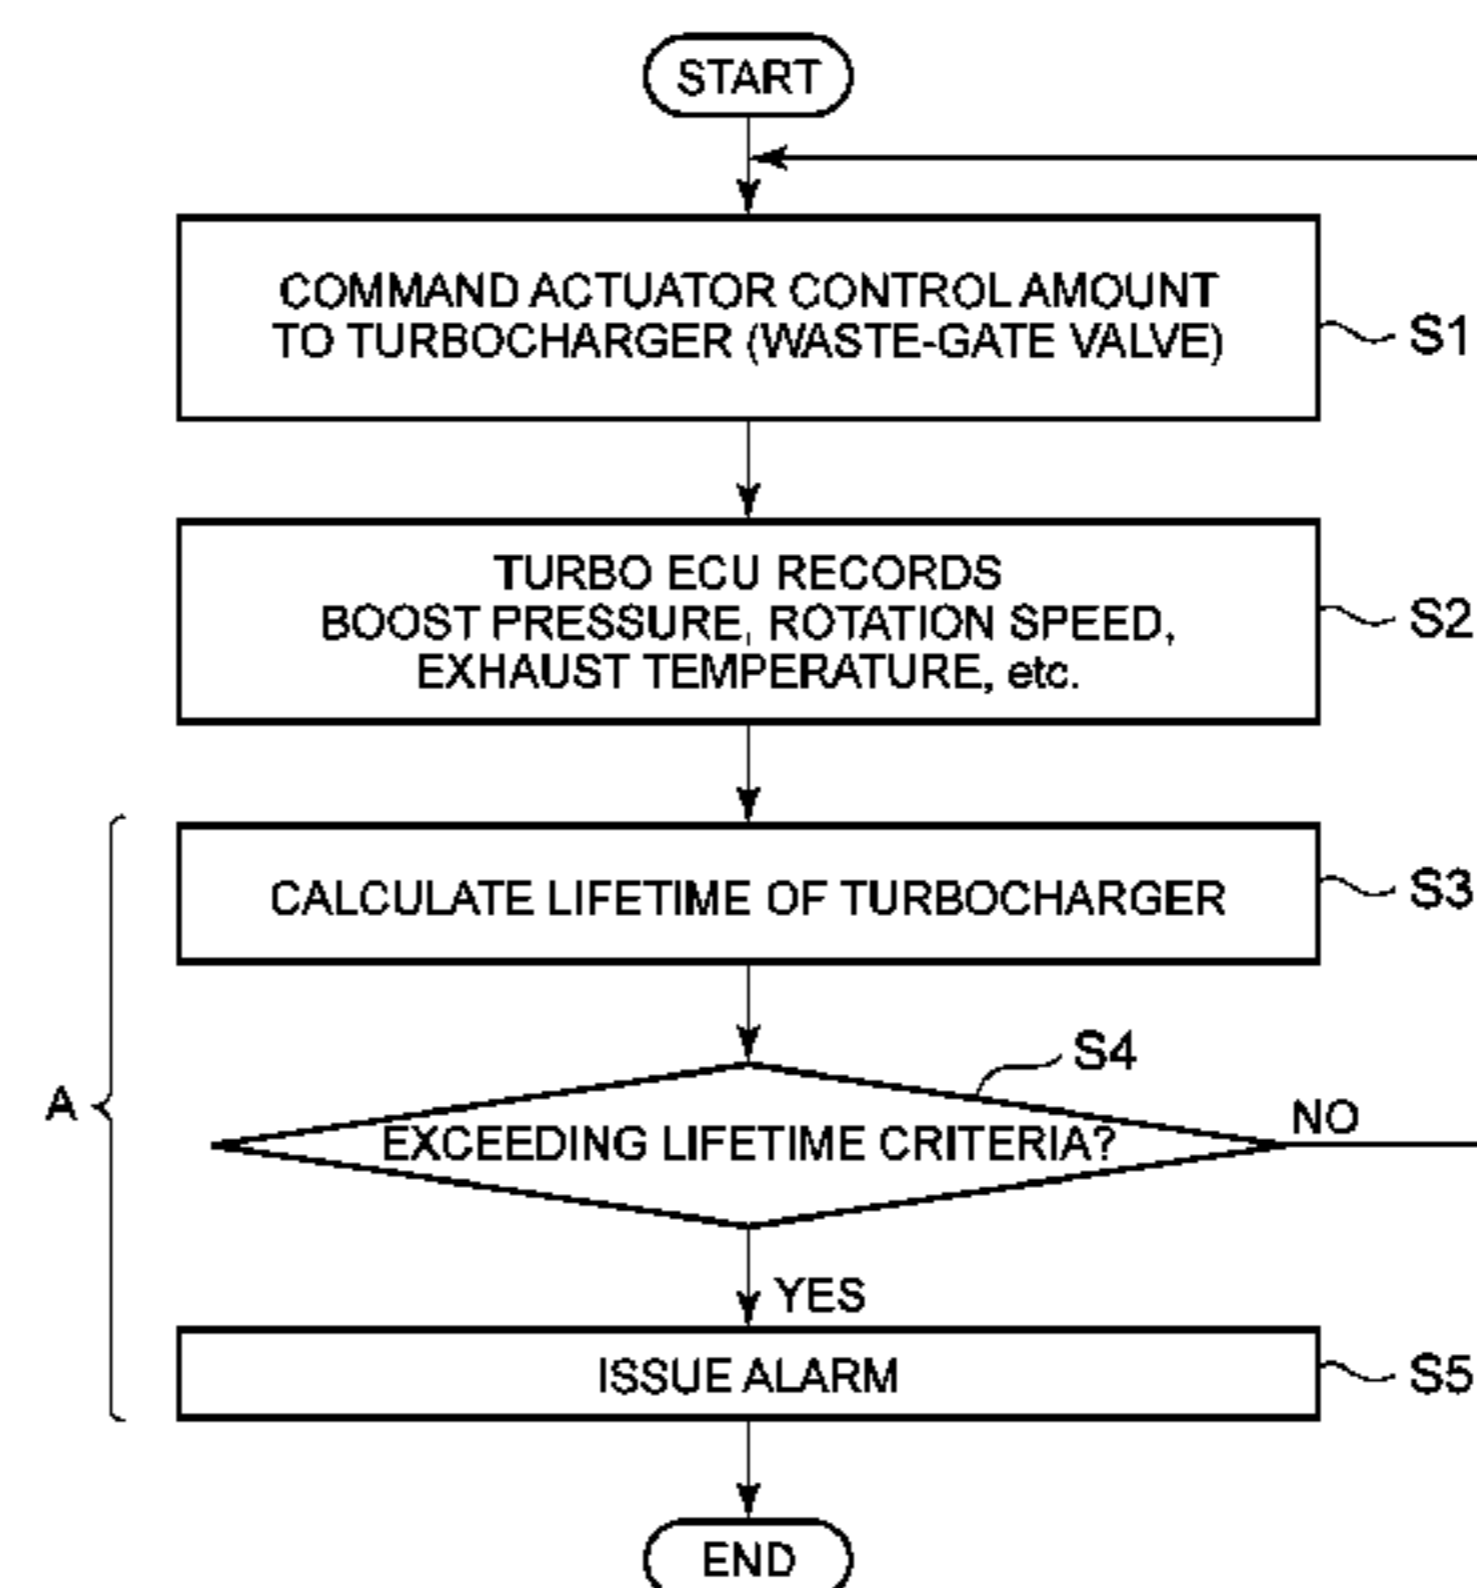 START
COMMAND ACTUATOR CONTROL AMOUNT
TO TURBOCHARGER (WASTE-GATE VALVE)
S1
TURBO ECU RECORDS
BOOST PRESSURE, ROTATION SPEED,
EXHAUST TEMPERATURE, etc.
S2
CALCULATE LIFETIME OF TURBOCHARGER
S3
S4
A
EXCEEDING LIFETIME CRITERIA?
NO
YES
ISSUE ALARM
S5
END